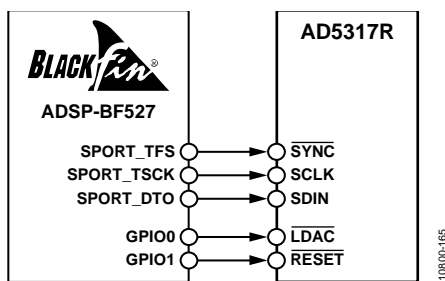 AD5317R
BLACKfin®
ADSP-BF527
SPORT_TFS SYNC
SPORT_TSCK SCLK
SPORT_DTO SDIN
GPIO0 LDAC
GPIO1 RESET
10800-165